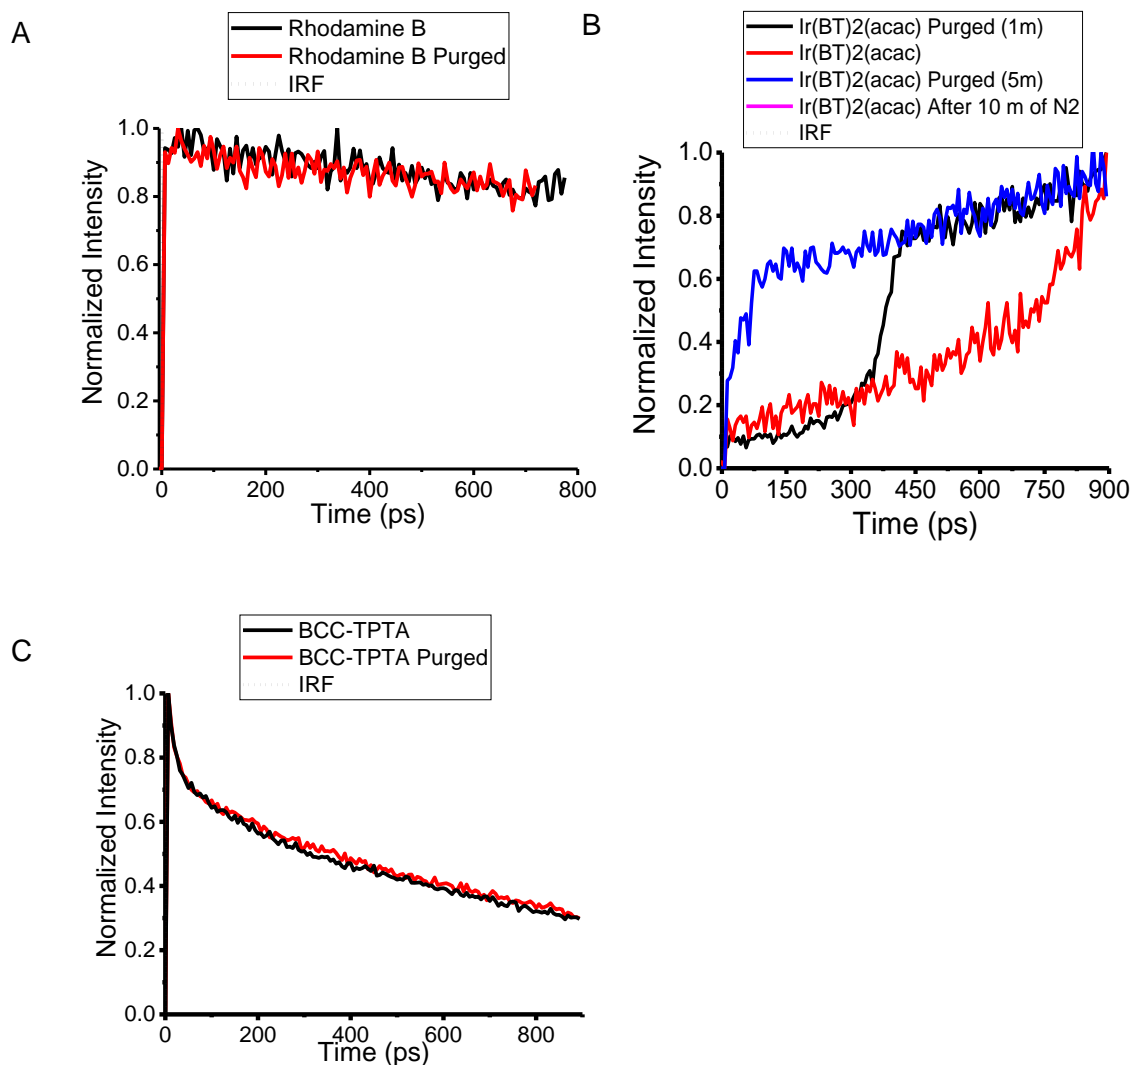 A
Rhodamine B
Rhodamine B Purged
IRF
1.0
0.8
0.6
0.4
0.2
0.0
Normalized Intensity
0 200 400 600 800
Time (ps)
B
Ir(BT)2(acac) Purged (1m)
Ir(BT)2(acac)
Ir(BT)2(acac) Purged (5m)
Ir(BT)2(acac) After 10 m of N2
IRF
1.0
0.8
0.6
0.4
0.2
0.0
Normalized Intensity
0 150 300 450 600 750 900
Time (ps)
C
BCC-TPTA
BCC-TPTA Purged
IRF
1.0
0.8
0.6
0.4
0.2
0.0
Normalized Intensity
0 200 400 600 800
Time (ps)